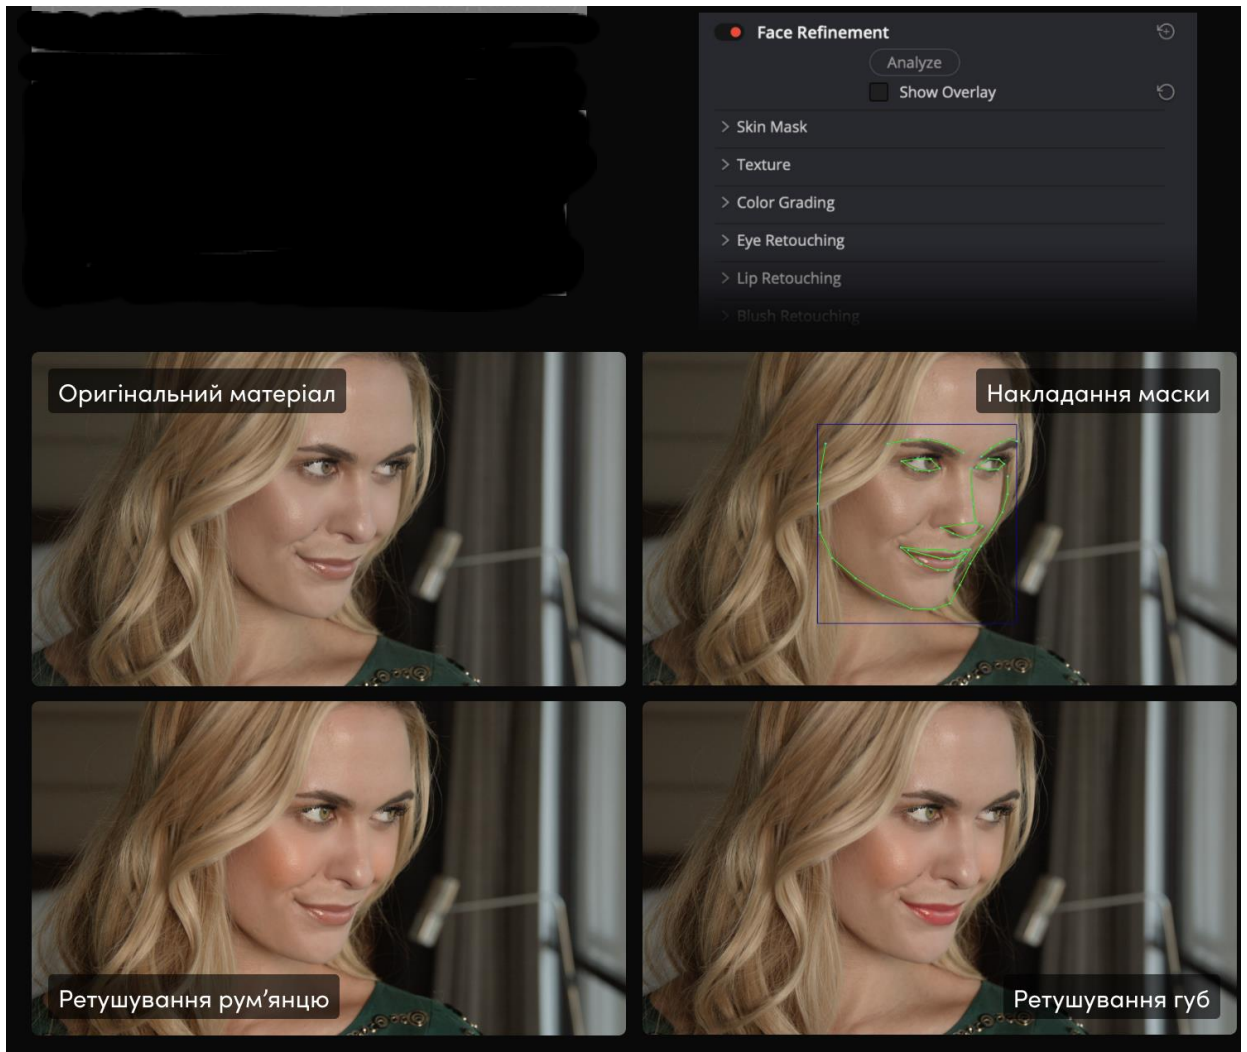 Face Refinement
Analyze
Show Overlay
Skin Mask
Texture
Color Grading
Eye Retouching
Lip Retouching
Blush Retouching
Оригінальний матеріал
Накладання маски
Ретушування рум’янцю
Ретушування губ